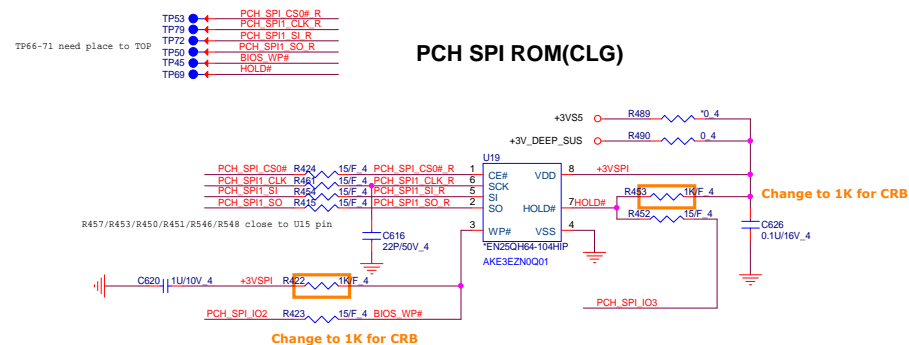 PCH SPI ROM(CLG)
TP66-71 need place to TOP
TP53 PCH_SPI_CS0#_R
TP79 PCH_SPI1_CLK_R
TP72 PCH_SPI1_SI_R
TP50 PCH_SPI1_SO_R
TP45 BIOS_WP#
TP69 HOLD#
+3VS5 R489 *0_4
+3V_DEEP_SUS R490 0_4
U19
PCH_SPI_CS0# R424 15/F_4 PCH_SPI_CS0#_R 1 CE# VDD 8 +3VSPI
PCH_SPI1_CLK R461 15/F_4 PCH_SPI1_CLK_R 6 SCK
PCH_SPI1_SI R454 15/F_4 PCH_SPI1_SI_R 5 SI
PCH_SPI1_SO R415 15/F_4 PCH_SPI1_SO_R 2 SO HOLD# 7 HOLD#
R453 1K/F_4
Change to 1K for CRB
R452 15/F_4
R457/R453/R450/R451/R546/R548 close to U15 pin
3 WP# VSS 4
C616
22P/50V_4
*EN25QH64-104HIP
AKE3EZN0Q01
C626
0.1U/16V_4
C620 1U/10V_4 +3VSPI R422 1K/F_4
PCH_SPI_IO3
PCH_SPI_IO2 R423 15/F_4 BIOS_WP#
Change to 1K for CRB